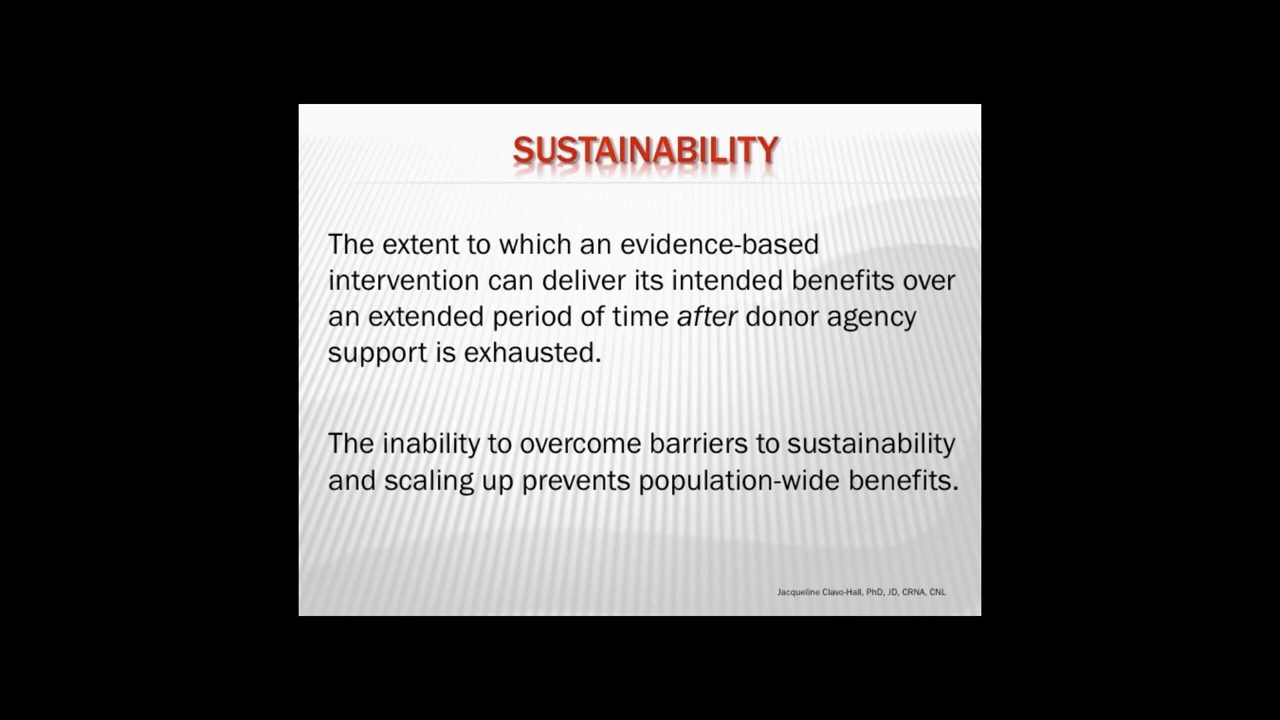 SUSTAINABILITY
The extent to which an evidence-based
intervention can deliver its intended benefits over
an extended period of time after donor agency
support is exhausted.
The inability to overcome barriers to sustainability
and scaling up prevents population-wide benefits.
Jacqueline Clavo-Hall, PhD, JD, CRNA, CNL